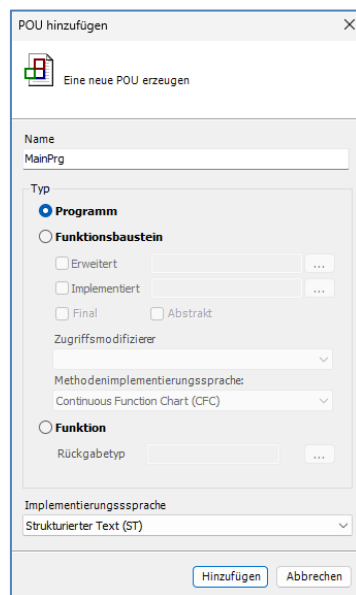 POU hinzufügen
Eine neue POU erzeugen
Name
MainPrg
Typ
Programm
Funktionsbaustein
Erweitert
...
Implementiert
...
Final Abstrakt
Zugriffsmodifizierer
Methodenimplementierungssprache:
Continuous Function Chart (CFC)
Funktion
Rückgabetyp
...
Implementierungssprache
Strukturierter Text (ST)
Hinzufügen Abbrechen